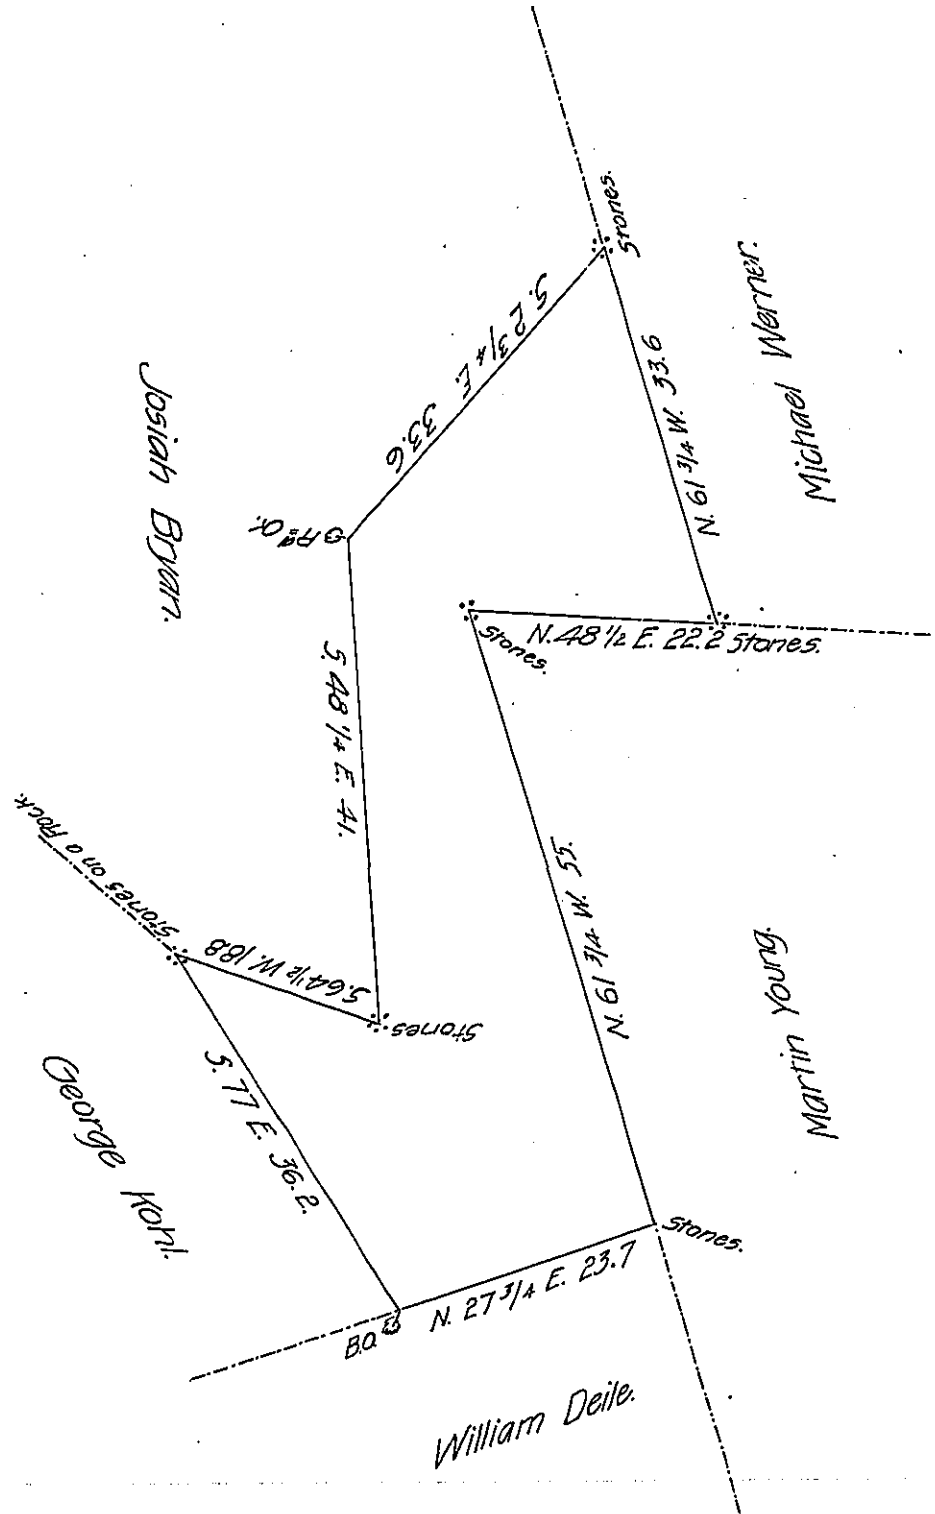 Stones.
Michael Werner.
S. 2 3/4 E. 33.6
N. 61 3/4 W. 33.6
Josiah Bryan.
Stones.
N. 48 1/2 E. 22.2 Stones.
S. 48 1/4 E. 41.
Stones on a Rock.
S. 64 1/2 W. 18.8
Stones
N. 61 3/4 W. 55.
Martin Young.
George Kohl.
S. 77 E. 36.2.
Stones.
B.O.
N. 27 3/4 E. 23.7
William Deile.